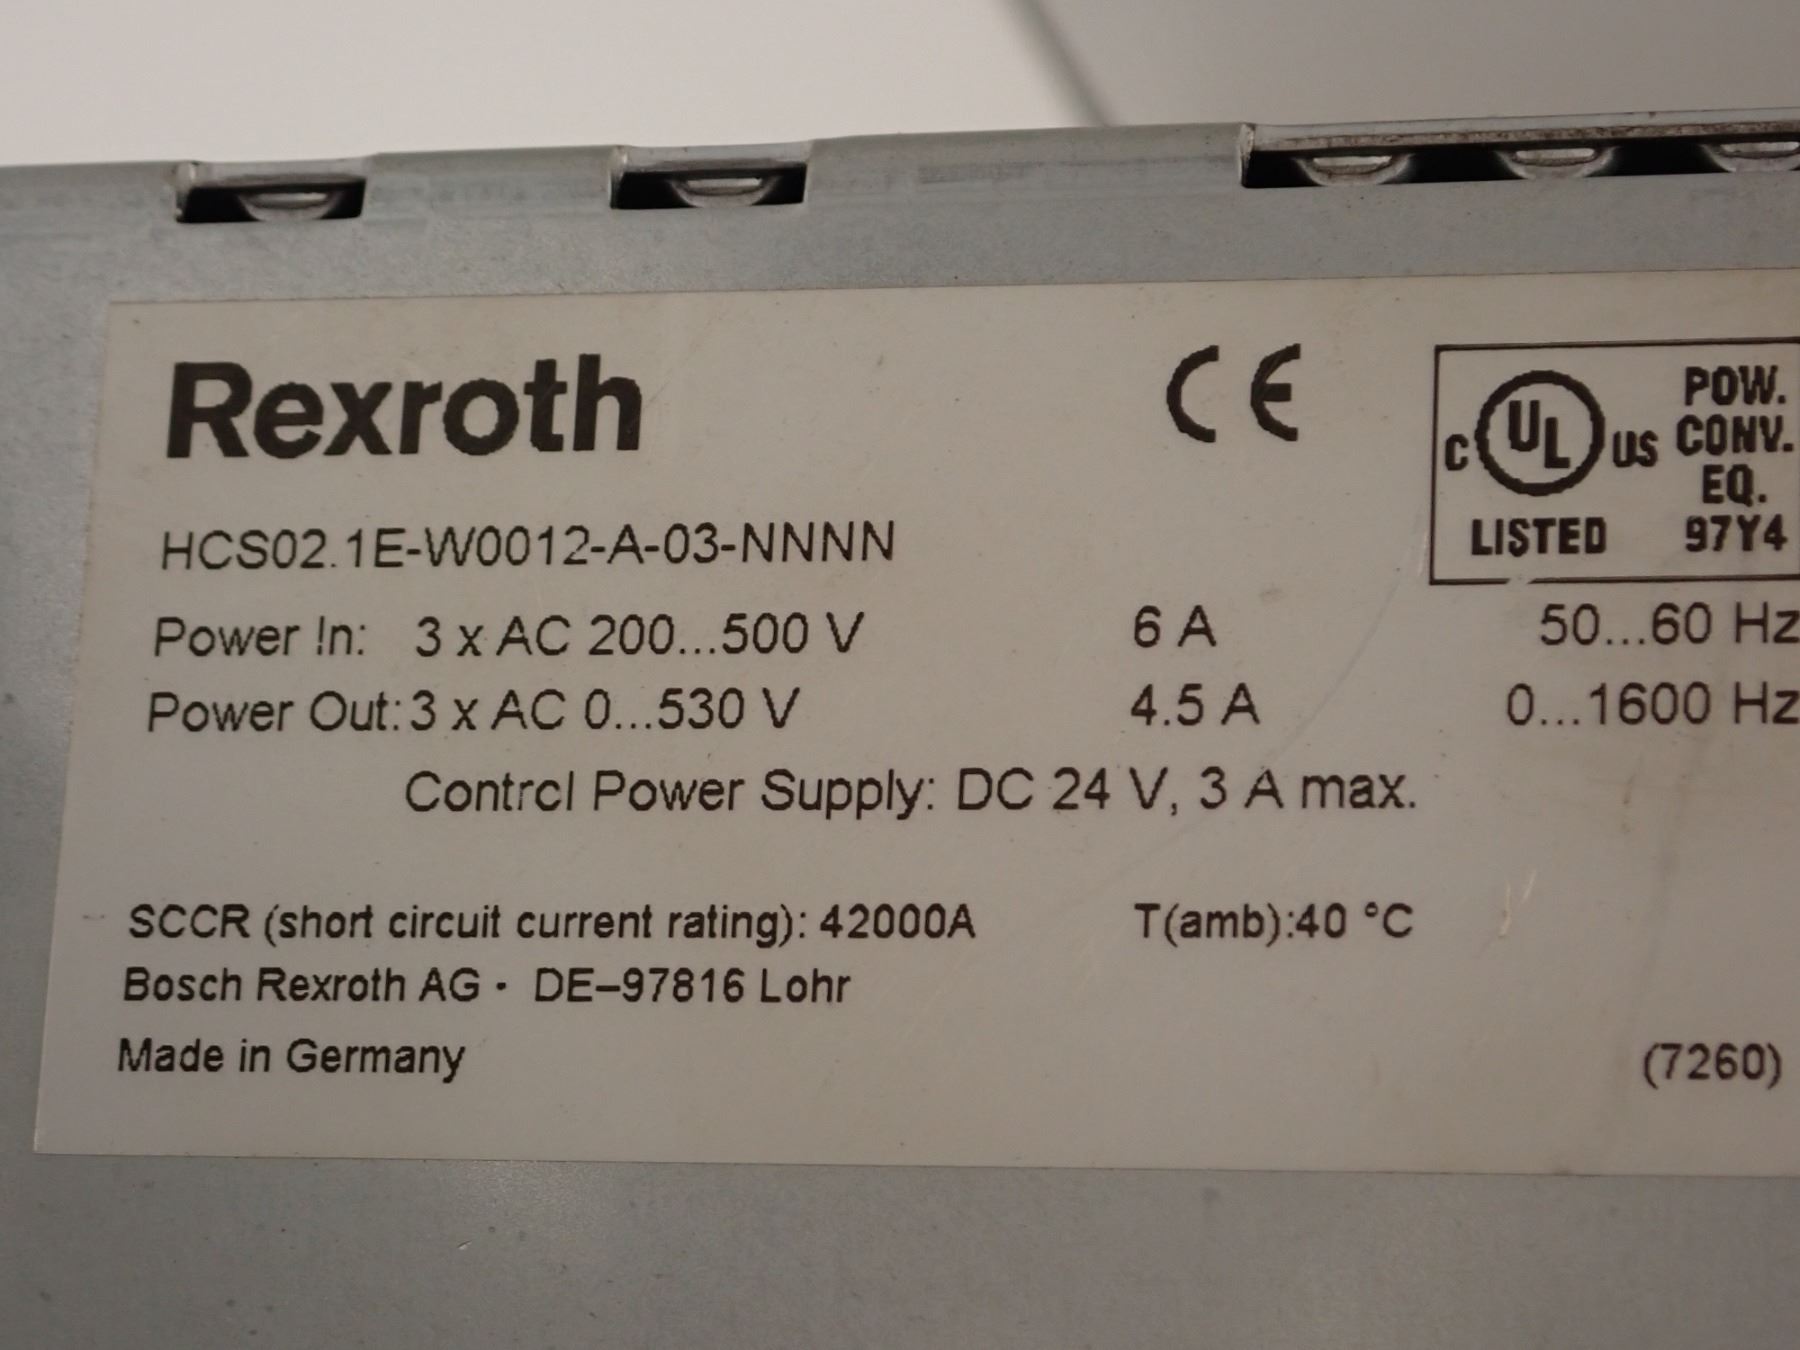 Rexroth
CE
C UL US
LISTED
POW.
CONV.
EQ.
97Y4
HCS02.1E-W0012-A-03-NNNN
Power In: 3 x AC 200...500 V 6 A 50...60 Hz
Power Out: 3 x AC 0...530 V 4.5 A 0...1600 Hz
Control Power Supply: DC 24 V, 3 A max.
SCCR (short circuit current rating): 42000A T(amb):40 °C
Bosch Rexroth AG · DE–97816 Lohr
Made in Germany (7260)